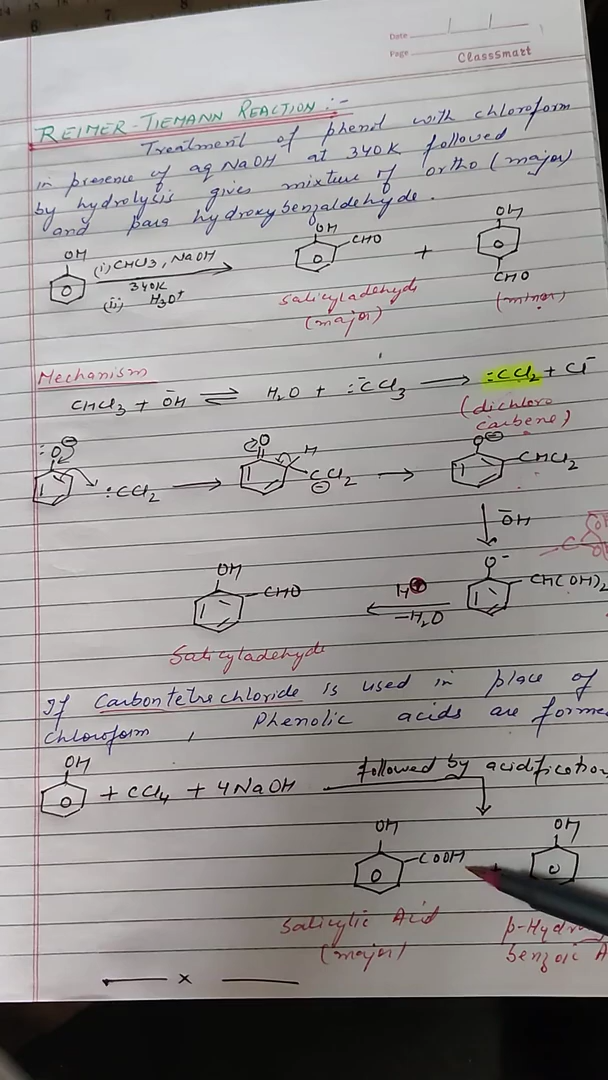 Date
Page
ClassSmart
REIMER-TIEMANN REACTION :-
Treatment of phenol with chloroform
in presence of aq NaOH at 340K followed
by hydrolysis gives mixture of ortho (major)
and para hydroxybenzaldehyde.
OH (i) CHCl3, NaOH OH CHO + OH
340K
(ii) H3O+ CHO
Salicyladehyde (minor)
(major)
Mechanism
CHCl3 + ŌH ⇌ H2O + :C̄Cl3 → :CCl2 + Cl-
(dichloro
carbene)
:O⊖ :CCl2 → O H CCl2 ⊖ → O⊖ CHCl2
↓ ŌH
OH CHO H⊕ ← -H2O O- CH(OH)2
Salicyladehyde
If Carbontetrachloride is used in place of
chloroform, Phenolic acids are forme
OH + CCl4 + 4NaOH followed by acidification
OH COOH + OH
Salicylic Acid p-Hydro
(major) benzoic A
— x —